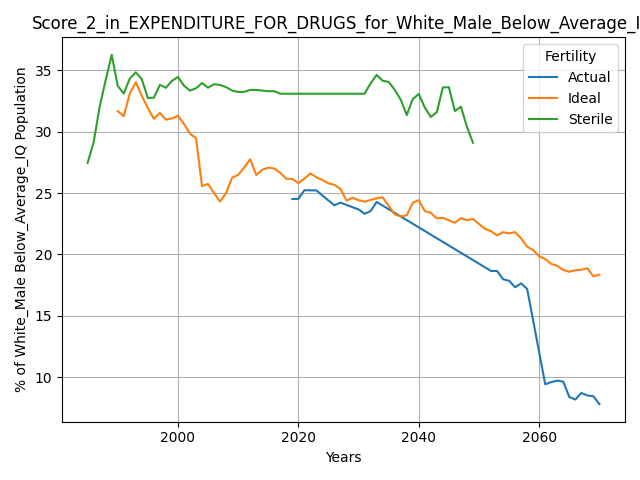 Score_2_in_EXPENDITURE_FOR_DRUGS_for_White_Male_Below_Average_I
% of White_Male Below_Average_IQ Population
35
30
25
20
15
10
Fertility
Actual
Ideal
Sterile
2000 2020 2040 2060
Years